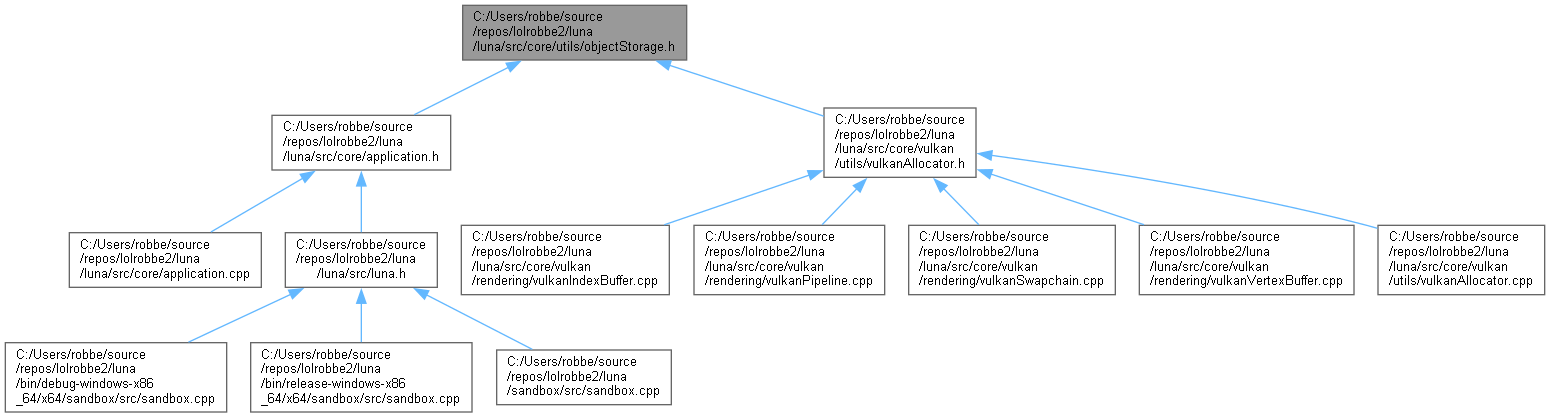 C:/Users/robbe/source
/repos/lolrobbe2/luna
/luna/src/core/utils/objectStorage.h
C:/Users/robbe/source
/repos/lolrobbe2/luna
/luna/src/core/application.h
C:/Users/robbe/source
/repos/lolrobbe2/luna
/luna/src/core/vulkan
/utils/vulkanAllocator.h
C:/Users/robbe/source
/repos/lolrobbe2/luna
/luna/src/core/application.cpp
C:/Users/robbe/source
/repos/lolrobbe2/luna
/luna/src/luna.h
C:/Users/robbe/source
/repos/lolrobbe2/luna
/luna/src/core/vulkan
/rendering/vulkanIndexBuffer.cpp
C:/Users/robbe/source
/repos/lolrobbe2/luna
/luna/src/core/vulkan
/rendering/vulkanPipeline.cpp
C:/Users/robbe/source
/repos/lolrobbe2/luna
/luna/src/core/vulkan
/rendering/vulkanSwapchain.cpp
C:/Users/robbe/source
/repos/lolrobbe2/luna
/luna/src/core/vulkan
/rendering/vulkanVertexBuffer.cpp
C:/Users/robbe/source
/repos/lolrobbe2/luna
/luna/src/core/vulkan
/utils/vulkanAllocator.cpp
C:/Users/robbe/source
/repos/lolrobbe2/luna
/bin/debug-windows-x86
_64/x64/sandbox/src/sandbox.cpp
C:/Users/robbe/source
/repos/lolrobbe2/luna
/bin/release-windows-x86
_64/x64/sandbox/src/sandbox.cpp
C:/Users/robbe/source
/repos/lolrobbe2/luna
/sandbox/src/sandbox.cpp